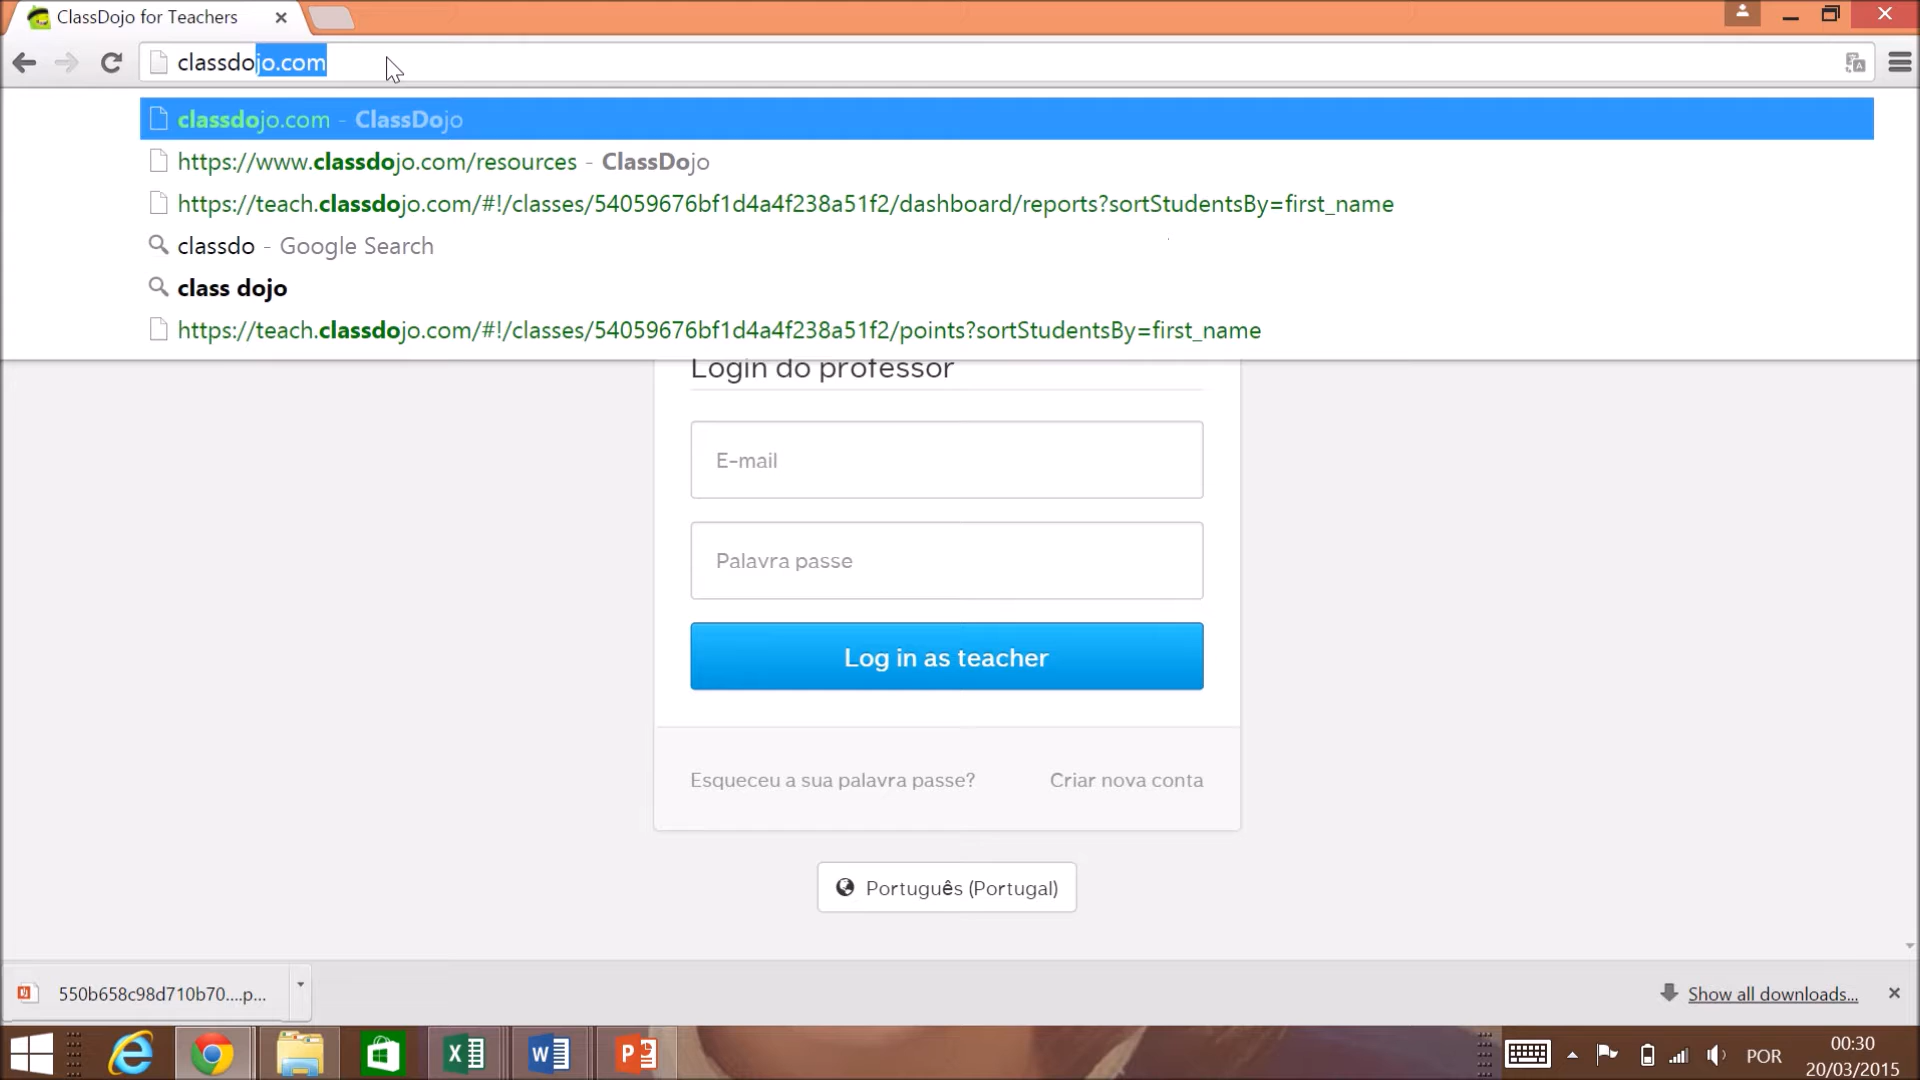 ClassDojo for Teachers
classdojo.com
classdojo.com - ClassDojo
https://www.classdojo.com/resources - ClassDojo
https://teach.classdojo.com/#!/classes/54059676bf1d4a4f238a51f2/dashboard/reports?sortStudentsBy=first_name
classdo - Google Search
class dojo
https://teach.classdojo.com/#!/classes/54059676bf1d4a4f238a51f2/points?sortStudentsBy=first_name
Login do professor
E-mail
Palavra passe
Log in as teacher
Esqueceu a sua palavra passe? Criar nova conta
Português (Portugal)
550b658c98d710b70....p... Show all downloads...
POR 00:30
20/03/2015